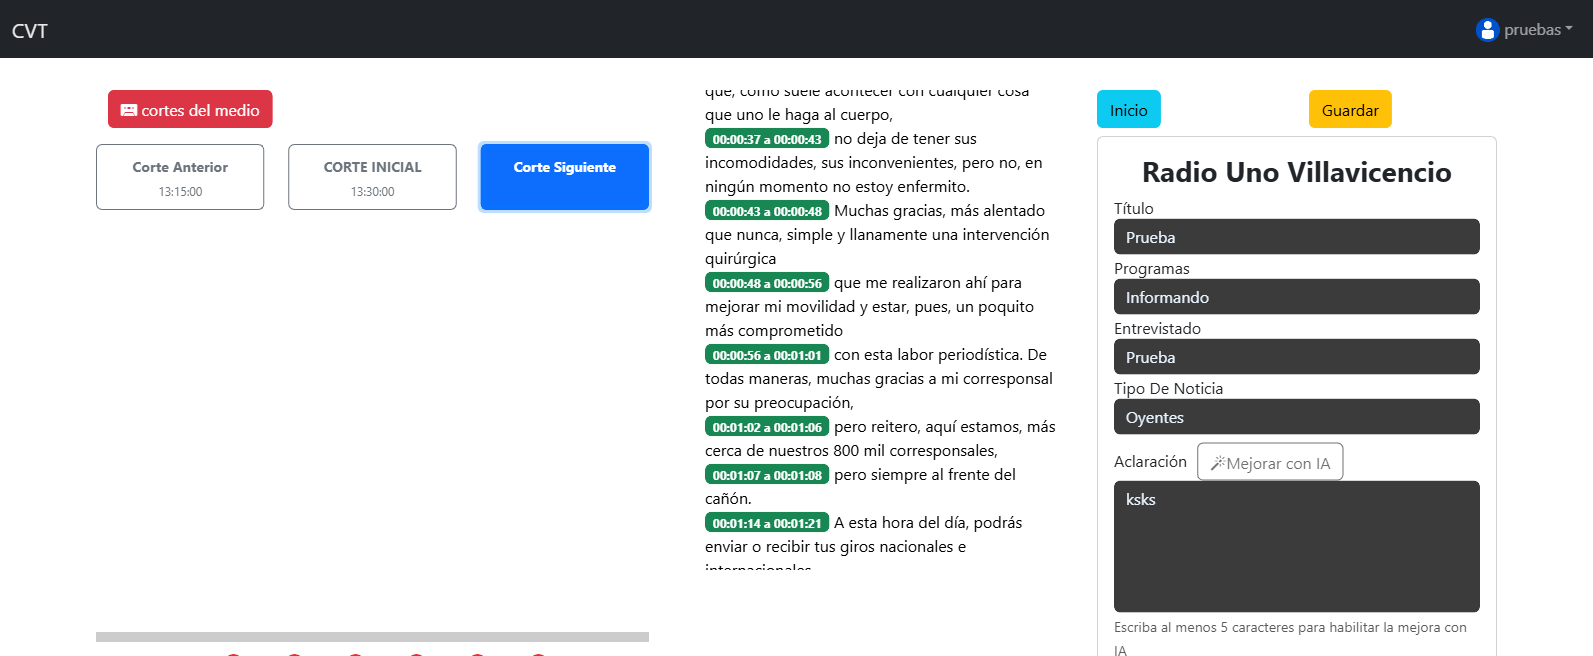 CVT
pruebas
cortes del medio
Corte Anterior
13:15:00
CORTE INICIAL
13:30:00
Corte Siguiente
que, como suele acontecer con cualquier cosa
que uno le haga al cuerpo,
00:00:37 a 00:00:43 no deja de tener sus
incomodidades, sus inconvenientes, pero no, en
ningún momento no estoy enfermito.
00:00:43 a 00:00:48 Muchas gracias, más alentado
que nunca, simple y llanamente una intervención
quirúrgica
00:00:48 a 00:00:56 que me realizaron ahí para
mejorar mi movilidad y estar, pues, un poquito
más comprometido
00:00:56 a 00:01:01 con esta labor periodística. De
todas maneras, muchas gracias a mi corresponsal
por su preocupación,
00:01:02 a 00:01:06 pero reitero, aquí estamos, más
cerca de nuestros 800 mil corresponsales,
00:01:07 a 00:01:08 pero siempre al frente del
cañón.
00:01:14 a 00:01:21 A esta hora del día, podrás
enviar o recibir tus giros nacionales e
internacionales
Inicio
Guardar
Radio Uno Villavicencio
Título
Prueba
Programas
Informando
Entrevistado
Prueba
Tipo De Noticia
Oyentes
Aclaración
Mejorar con IA
ksks
Escriba al menos 5 caracteres para habilitar la mejora con
IA